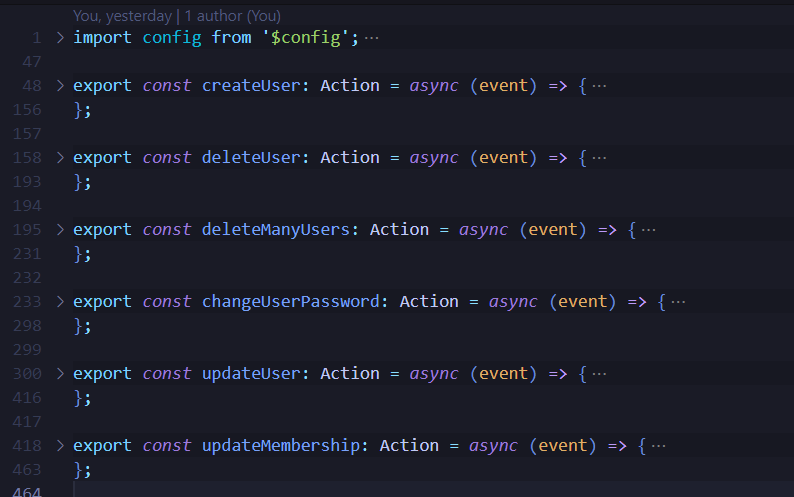 You, yesterday | 1 author (You)
1 > import config from '$config'; ···
47
48 > export const createUser: Action = async (event) => { ···
156 };
157
158 > export const deleteUser: Action = async (event) => { ···
193 };
194
195 > export const deleteManyUsers: Action = async (event) => { ···
231 };
232
233 > export const changeUserPassword: Action = async (event) => { ···
298 };
299
300 > export const updateUser: Action = async (event) => { ···
416 };
417
418 > export const updateMembership: Action = async (event) => { ···
463 };
464